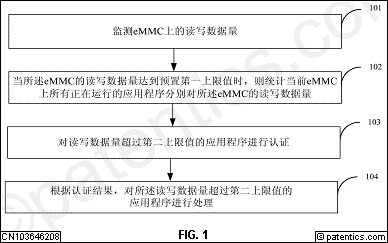 101
监测eMMC上的读写数据量
102
当所述eMMC的读写数据量达到预置第一上限值时，则统计当前eMMC
上所有正在运行的应用程序分别对所述eMMC的读写数据量
103
对读写数据量超过第二上限值的应用程序进行认证
104
根据认证结果，对所述读写数据量超过第二上限值的
应用程序进行处理
CN103646208
FIG. 1
© patentics.com
©patentics.com